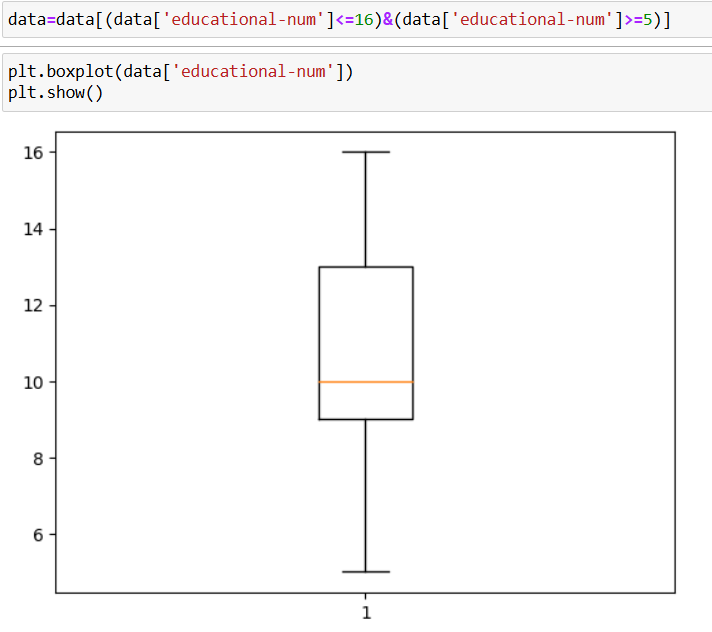 data=data[(data['educational-num']<=16)&(data['educational-num']>=5)]
plt.boxplot(data['educational-num'])
plt.show()
16
14
12
10
8
6
1